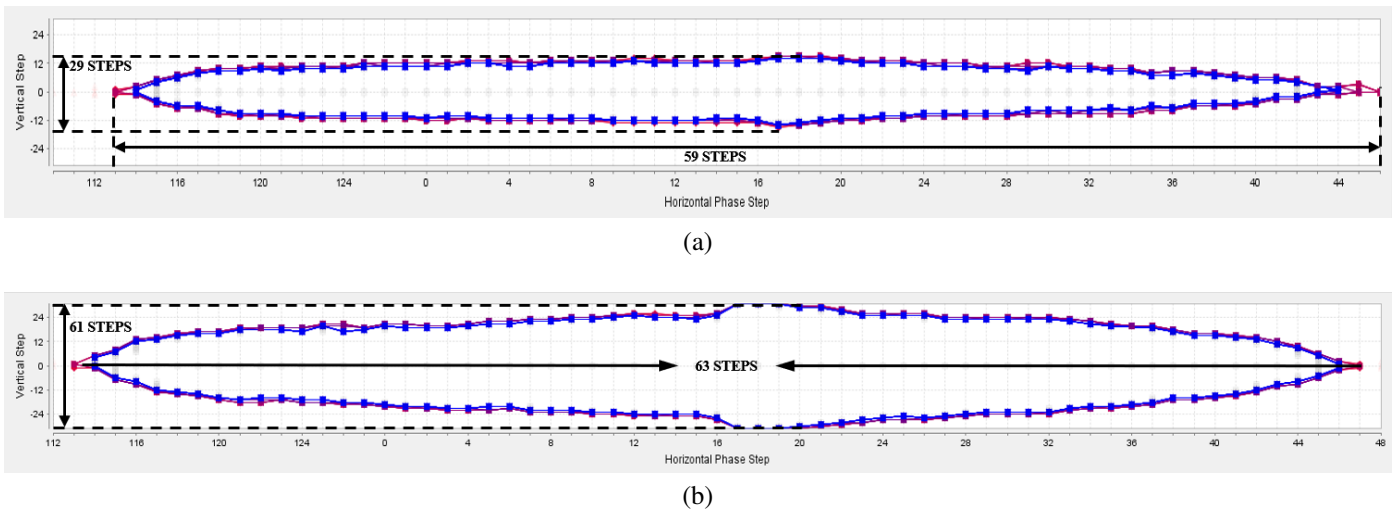 24
12
0
-12
-24
Vertical Step
29 STEPS
59 STEPS
112 116 120 124 0 4 8 12 16 20 24 28 32 36 40 44
Horizontal Phase Step
(a)
24
12
0
-12
-24
Vertical Step
61 STEPS
63 STEPS
112 116 120 124 0 4 8 12 16 20 24 28 32 36 40 44 48
Horizontal Phase Step
(b)